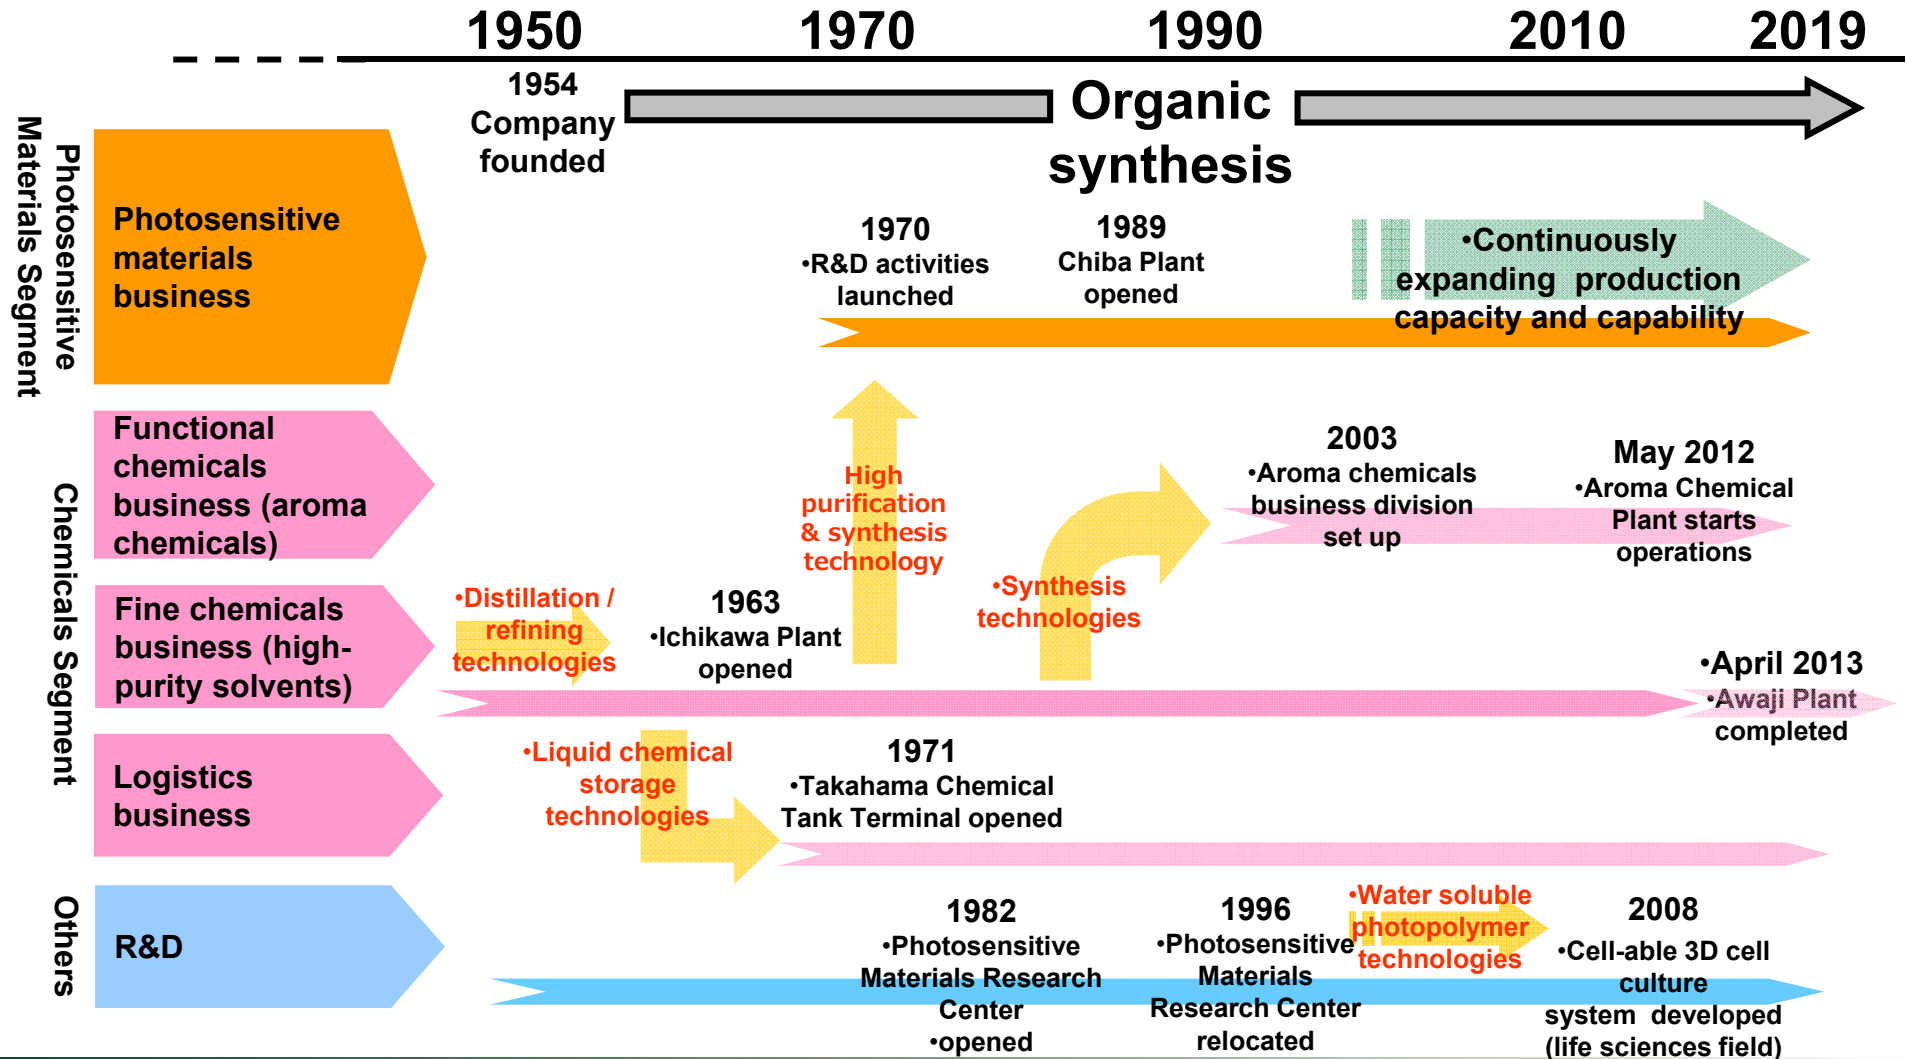 1950 1970 1990 2010 2019
1954
Company
founded
Organic
synthesis
Photosensitive
Materials Segment
Photosensitive
materials
business
1970
•R&D activities
launched
1989
Chiba Plant
opened
•Continuously
expanding production
capacity and capability
Chemicals Segment
Functional
chemicals
business (aroma
chemicals)
High
purification
& synthesis
technology
•Synthesis
technologies
2003
•Aroma chemicals
business division
set up
May 2012
•Aroma Chemical
Plant starts
operations
Fine chemicals
business (high-
purity solvents)
•Distillation /
refining
technologies
1963
•Ichikawa Plant
opened
•April 2013
•Awaji Plant
completed
Logistics
business
•Liquid chemical
storage
technologies
1971
•Takahama Chemical
Tank Terminal opened
Others
R&D
1982
•Photosensitive
Materials Research
Center
•opened
1996
•Photosensitive
Materials
Research Center
relocated
•Water soluble
photopolymer
technologies
2008
•Cell-able 3D cell
culture
system developed
(life sciences field)